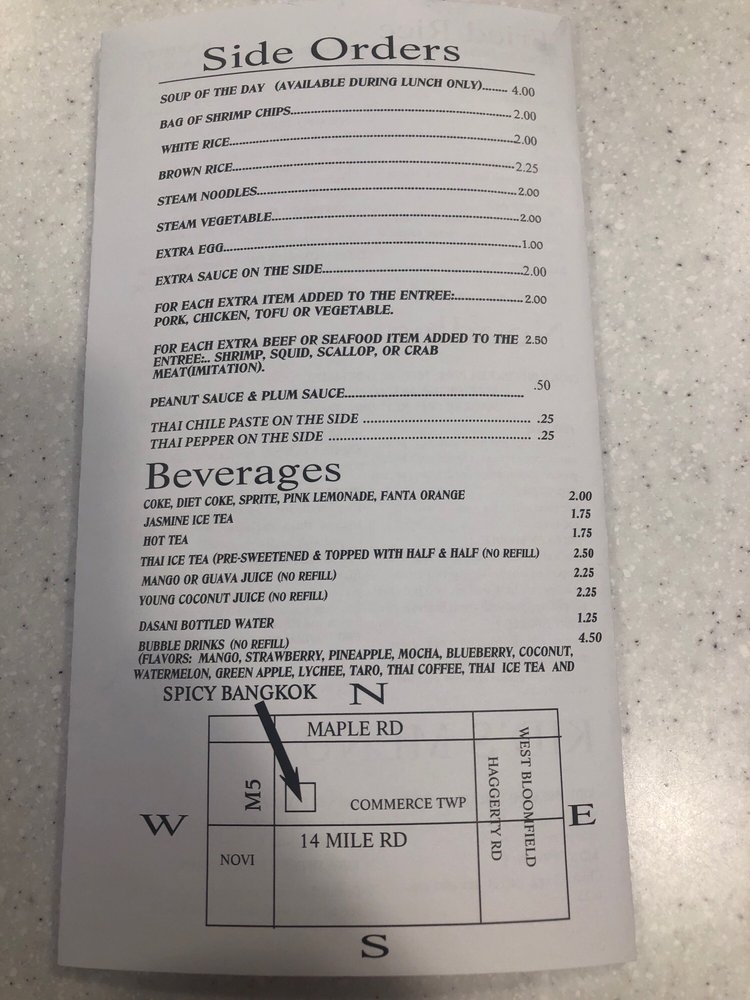 Side Orders
SOUP OF THE DAY (AVAILABLE DURING LUNCH ONLY)....... 4.00
BAG OF SHRIMP CHIPS.......................................................... 2.00
WHITE RICE.......................................................................2.00
BROWN RICE......................................................................2.25
STEAM NOODLES................................................................. 2.00
STEAM VEGETABLE..............................................................2.00
EXTRA EGG........................................................................1.00
EXTRA SAUCE ON THE SIDE..................................................2.00
FOR EACH EXTRA ITEM ADDED TO THE ENTREE:.................. 2.00
PORK, CHICKEN, TOFU OR VEGETABLE.
FOR EACH EXTRA BEEF OR SEAFOOD ITEM ADDED TO THE 2.50
ENTREE:.. SHRIMP, SQUID, SCALLOP, OR CRAB
MEAT(IMITATION).
PEANUT SAUCE & PLUM SAUCE............................................. .50
THAI CHILE PASTE ON THE SIDE .......................................... .25
THAI PEPPER ON THE SIDE .................................................. .25
Beverages
COKE, DIET COKE, SPRITE, PINK LEMONADE, FANTA ORANGE 2.00
JASMINE ICE TEA 1.75
HOT TEA 1.75
THAI ICE TEA (PRE-SWEETENED & TOPPED WITH HALF & HALF (NO REFILL) 2.50
MANGO OR GUAVA JUICE (NO REFILL) 2.25
YOUNG COCONUT JUICE (NO REFILL) 2.25
DASANI BOTTLED WATER 1.25
BUBBLE DRINKS (NO REFILL) 4.50
(FLAVORS: MANGO, STRAWBERRY, PINEAPPLE, MOCHA, BLUEBERRY, COCONUT,
WATERMELON, GREEN APPLE, LYCHEE, TARO, THAI COFFEE, THAI ICE TEA AND
SPICY BANGKOK N
MAPLE RD
M5
COMMERCE TWP
HAGGERTY RD
WEST BLOOMFIELD
W
E
14 MILE RD
NOVI
S